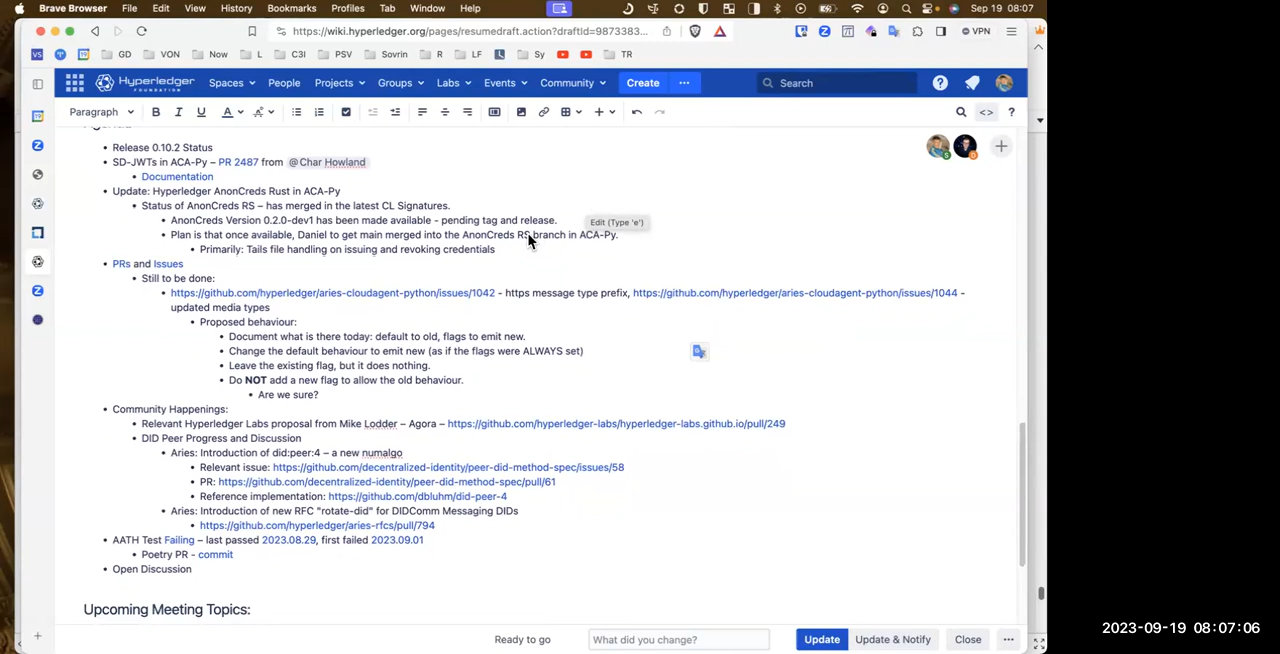 Brave Browser File Edit View History Bookmarks Profiles Tab Window Help Sep 19 08:07
https://wiki.hyperledger.org/pages/resumedraft.action?draftId=9873383... VPN
GD VON Now L C3I PSV Sovrin R LF Sy TR
HYPERLEDGER FOUNDATION Spaces People Projects Groups Labs Events Community Create Search
Paragraph B I U A
Release 0.10.2 Status
SD-JWTs in ACA-Py – PR 2487 from @Char Howland
Documentation
Update: Hyperledger AnonCreds Rust in ACA-Py
Status of AnonCreds RS – has merged in the latest CL Signatures.
AnonCreds Version 0.2.0-dev1 has been made available - pending tag and release.
Edit (Type 'e')
Plan is that once available, Daniel to get main merged into the AnonCreds RS branch in ACA-Py.
Primarily: Tails file handling on issuing and revoking credentials
PRs and Issues
Still to be done:
https://github.com/hyperledger/aries-cloudagent-python/issues/1042 - https message type prefix, https://github.com/hyperledger/aries-cloudagent-python/issues/1044 -
updated media types
Proposed behaviour:
Document what is there today: default to old, flags to emit new.
Change the default behaviour to emit new (as if the flags were ALWAYS set)
Leave the existing flag, but it does nothing.
Do NOT add a new flag to allow the old behaviour.
Are we sure?
Community Happenings:
Relevant Hyperledger Labs proposal from Mike Lodder – Agora – https://github.com/hyperledger-labs/hyperledger-labs.github.io/pull/249
DID Peer Progress and Discussion
Aries: Introduction of did:peer:4 – a new numalgo
Relevant issue: https://github.com/decentralized-identity/peer-did-method-spec/issues/58
PR: https://github.com/decentralized-identity/peer-did-method-spec/pull/61
Reference implementation: https://github.com/dbluhm/did-peer-4
Aries: Introduction of new RFC "rotate-did" for DIDComm Messaging DIDs
https://github.com/hyperledger/aries-rfcs/pull/794
AATH Test Failing – last passed 2023.08.29, first failed 2023.09.01
Poetry PR - commit
Open Discussion
Upcoming Meeting Topics:
Ready to go What did you change? Update Update & Notify Close
2023-09-19 08:07:06